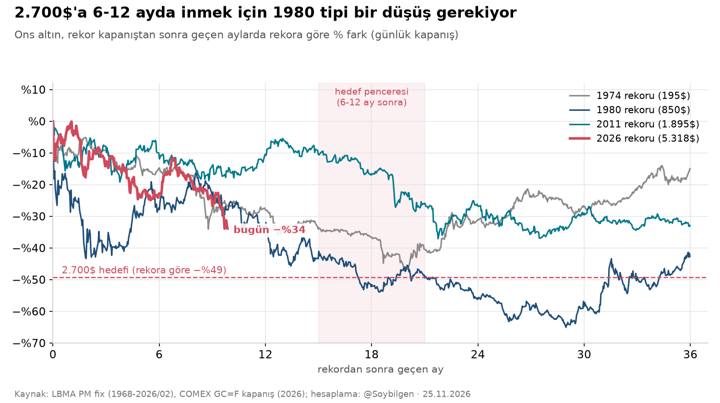 2.700$'a 6-12 ayda inmek için 1980 tipi bir düşüş gerekiyor
Ons altın, rekor kapanıştan sonra geçen aylarda rekora göre % fark (günlük kapanış)
%10
%0
−%10
−%20
−%30
−%40
−%50
−%60
−%70
hedef penceresi
(6-12 ay sonra)
1974 rekoru (195$)
1980 rekoru (850$)
2011 rekoru (1.895$)
2026 rekoru (5.318$)
bugün −%34
2.700$ hedefi (rekora göre −%49)
0
6
12
18
24
30
36
rekordan sonra geçen ay
Kaynak: LBMA PM fix (1968-2026/02), COMEX GC=F kapanış (2026); hesaplama: @Soybilgen · 25.11.2026